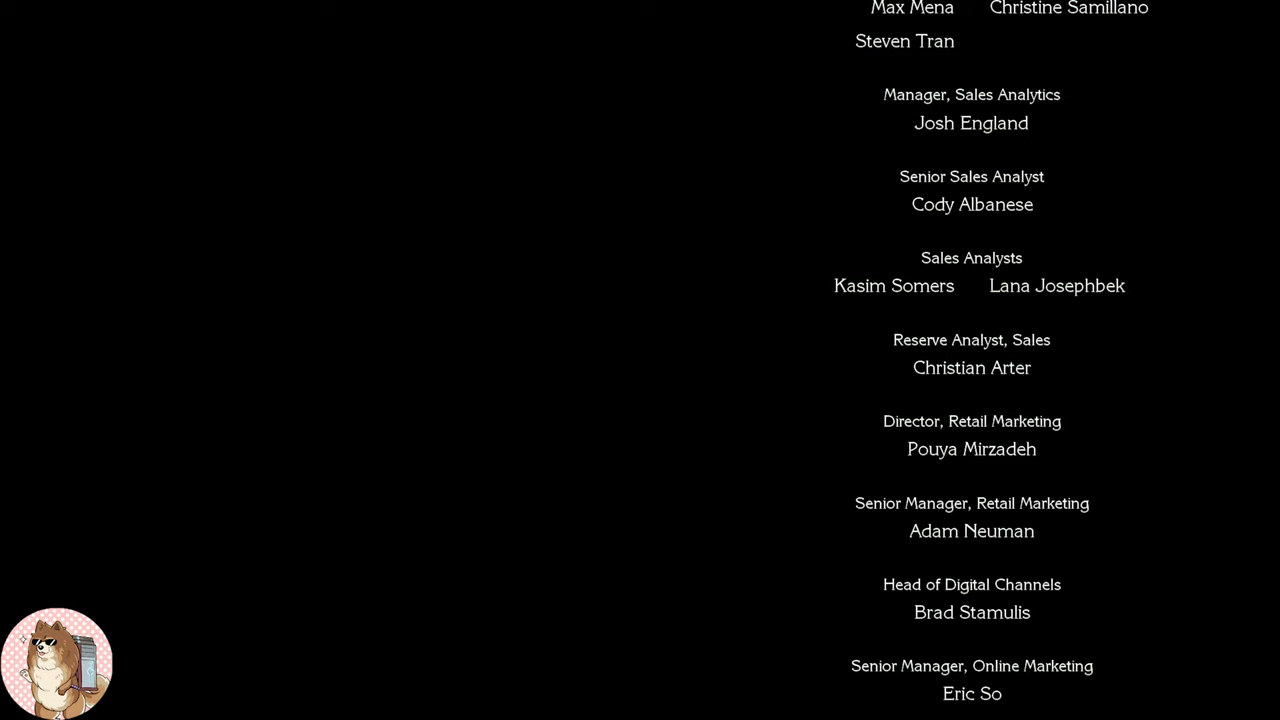 Max Mena Christine Samillano
Steven Tran
Manager, Sales Analytics
Josh England
Senior Sales Analyst
Cody Albanese
Sales Analysts
Kasim Somers Lana Josephbek
Reserve Analyst, Sales
Christian Arter
Director, Retail Marketing
Pouya Mirzadeh
Senior Manager, Retail Marketing
Adam Neuman
Head of Digital Channels
Brad Stamulis
Senior Manager, Online Marketing
Eric So